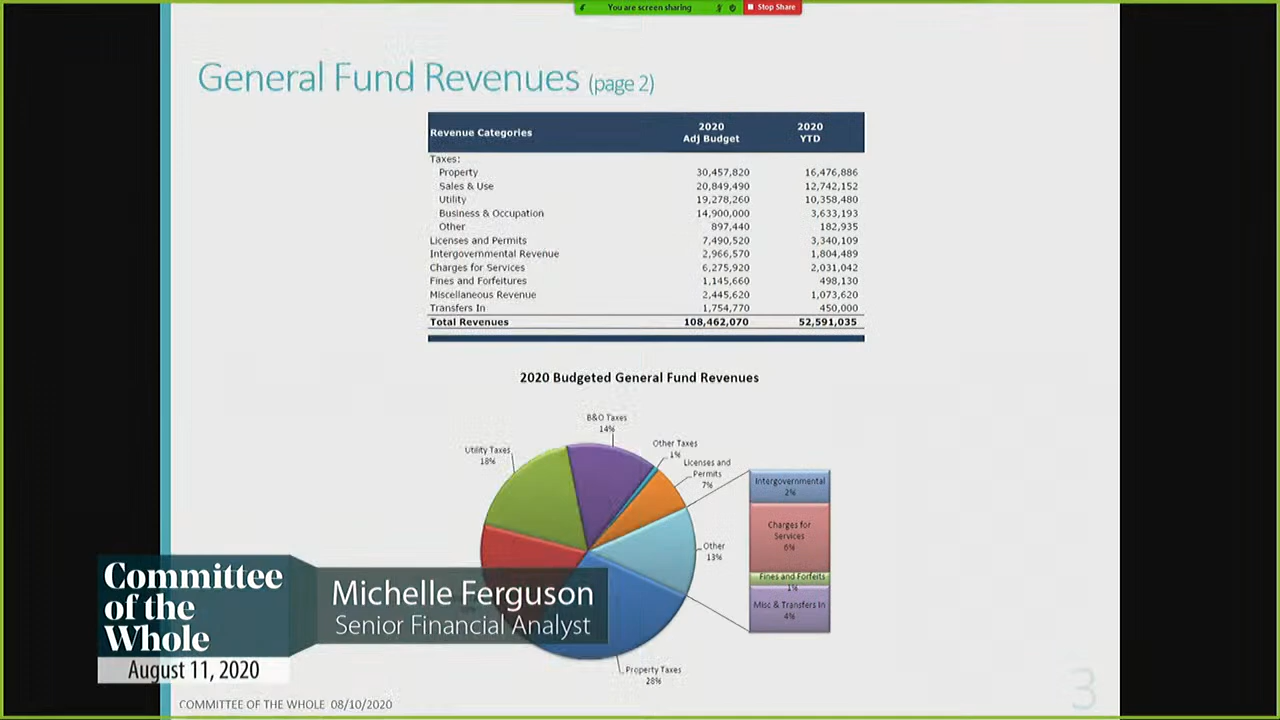 You are screen sharing
Stop Share
General Fund Revenues (page 2)
Revenue Categories 2020 Adj Budget 2020 YTD
Taxes:
Property 30,457,820 16,476,886
Sales & Use 20,849,490 12,742,152
Utility 19,278,260 10,358,480
Business & Occupation 14,900,000 3,633,193
Other 897,440 182,935
Licenses and Permits 7,490,520 3,340,109
Intergovernmental Revenue 2,966,570 1,804,489
Charges for Services 6,275,920 2,031,042
Fines and Forfeitures 1,145,660 498,130
Miscellaneous Revenue 2,445,620 1,073,620
Transfers In 1,754,770 450,000
Total Revenues 108,462,070 52,591,035
2020 Budgeted General Fund Revenues
B&O Taxes
14%
Other Taxes
1%
Utility Taxes
18%
Licenses and
Permits
7%
Intergovernmental
2%
Charges for
Services
6%
Other
13%
Fines and Forfeits
1%
Misc & Transfers In
4%
Property Taxes
28%
Committee
of the
Whole
August 11, 2020
Michelle Ferguson
Senior Financial Analyst
COMMITTEE OF THE WHOLE 08/10/2020
3